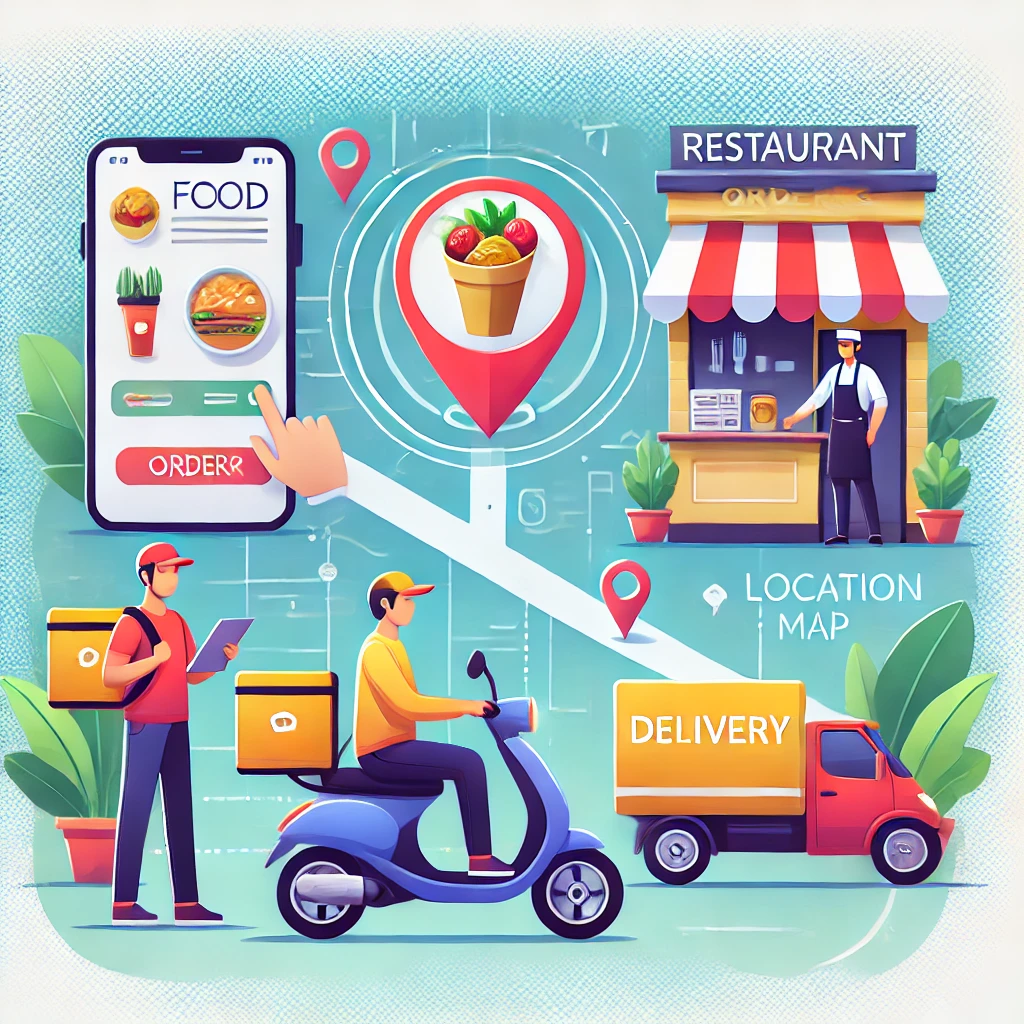 FOOD
ORDERR
RESTAURANT
LOCATION
MAP
DELIVERY